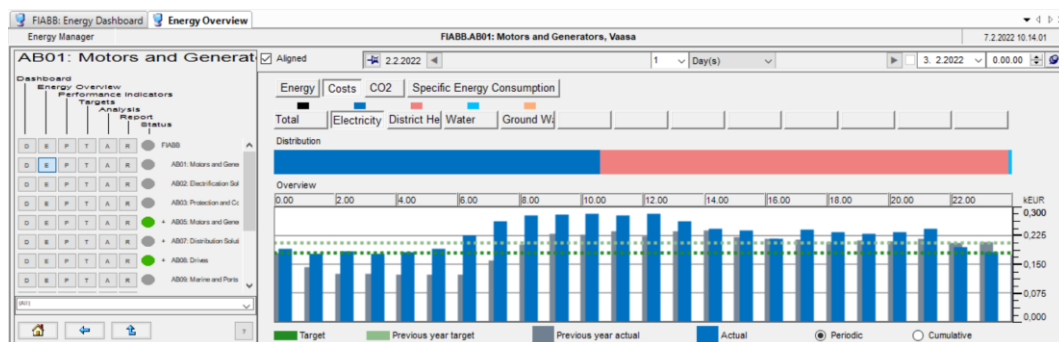 FIABB: Energy Dashboard Energy Overview
Energy Manager FIABB.AB01: Motors and Generators, Vaasa 7.2.2022 10.14.01
AB01: Motors and Generat
Aligned 2.2.2022 1 Day(s) 3. 2.2022 0.00.00
Dashboard
Energy Overview
Performance Indicators
Targets
Analysis
Report
Status
Energy Costs CO2 Specific Energy Consumption
Total Electricity District He Water Ground Wa
D E P T A R FIABB
D E P T A R AB01: Motors and Gene
D E P T A R AB02: Electrification Sol
D E P T A R AB03: Protection and Cc
D E P T A R + AB05: Motors and Gene
D E P T A R + AB07: Distribution Soluti
D E P T A R + AB08: Drives
D E P T A R AB09: Marine and Ports
(All)
?
Distribution
Overview
0.00 2.00 4.00 6.00 8.00 10.00 12.00 14.00 16.00 18.00 20.00 22.00 kEUR
0,300
0,225
0,150
0,075
0,000
Target Previous year target Previous year actual Actual Periodic Cumulative